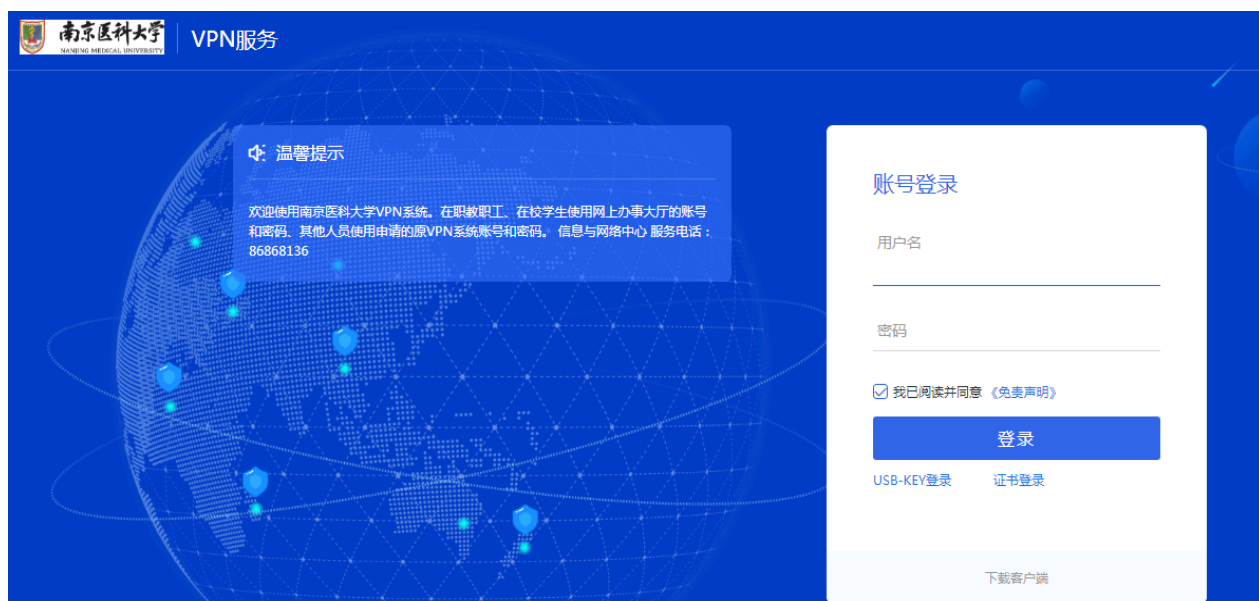 南京医科大学
NANJING MEDICAL UNIVERSITY
VPN服务
温馨提示
欢迎使用南京医科大学VPN系统。在职教职工、在校学生使用网上办事大厅的账号
和密码、其他人员使用申请的原VPN系统账号和密码。 信息与网络中心 服务电话：
86868136
账号登录
用户名
密码
我已阅读并同意 《免责声明》
登录
USB-KEY登录 证书登录
下载客户端